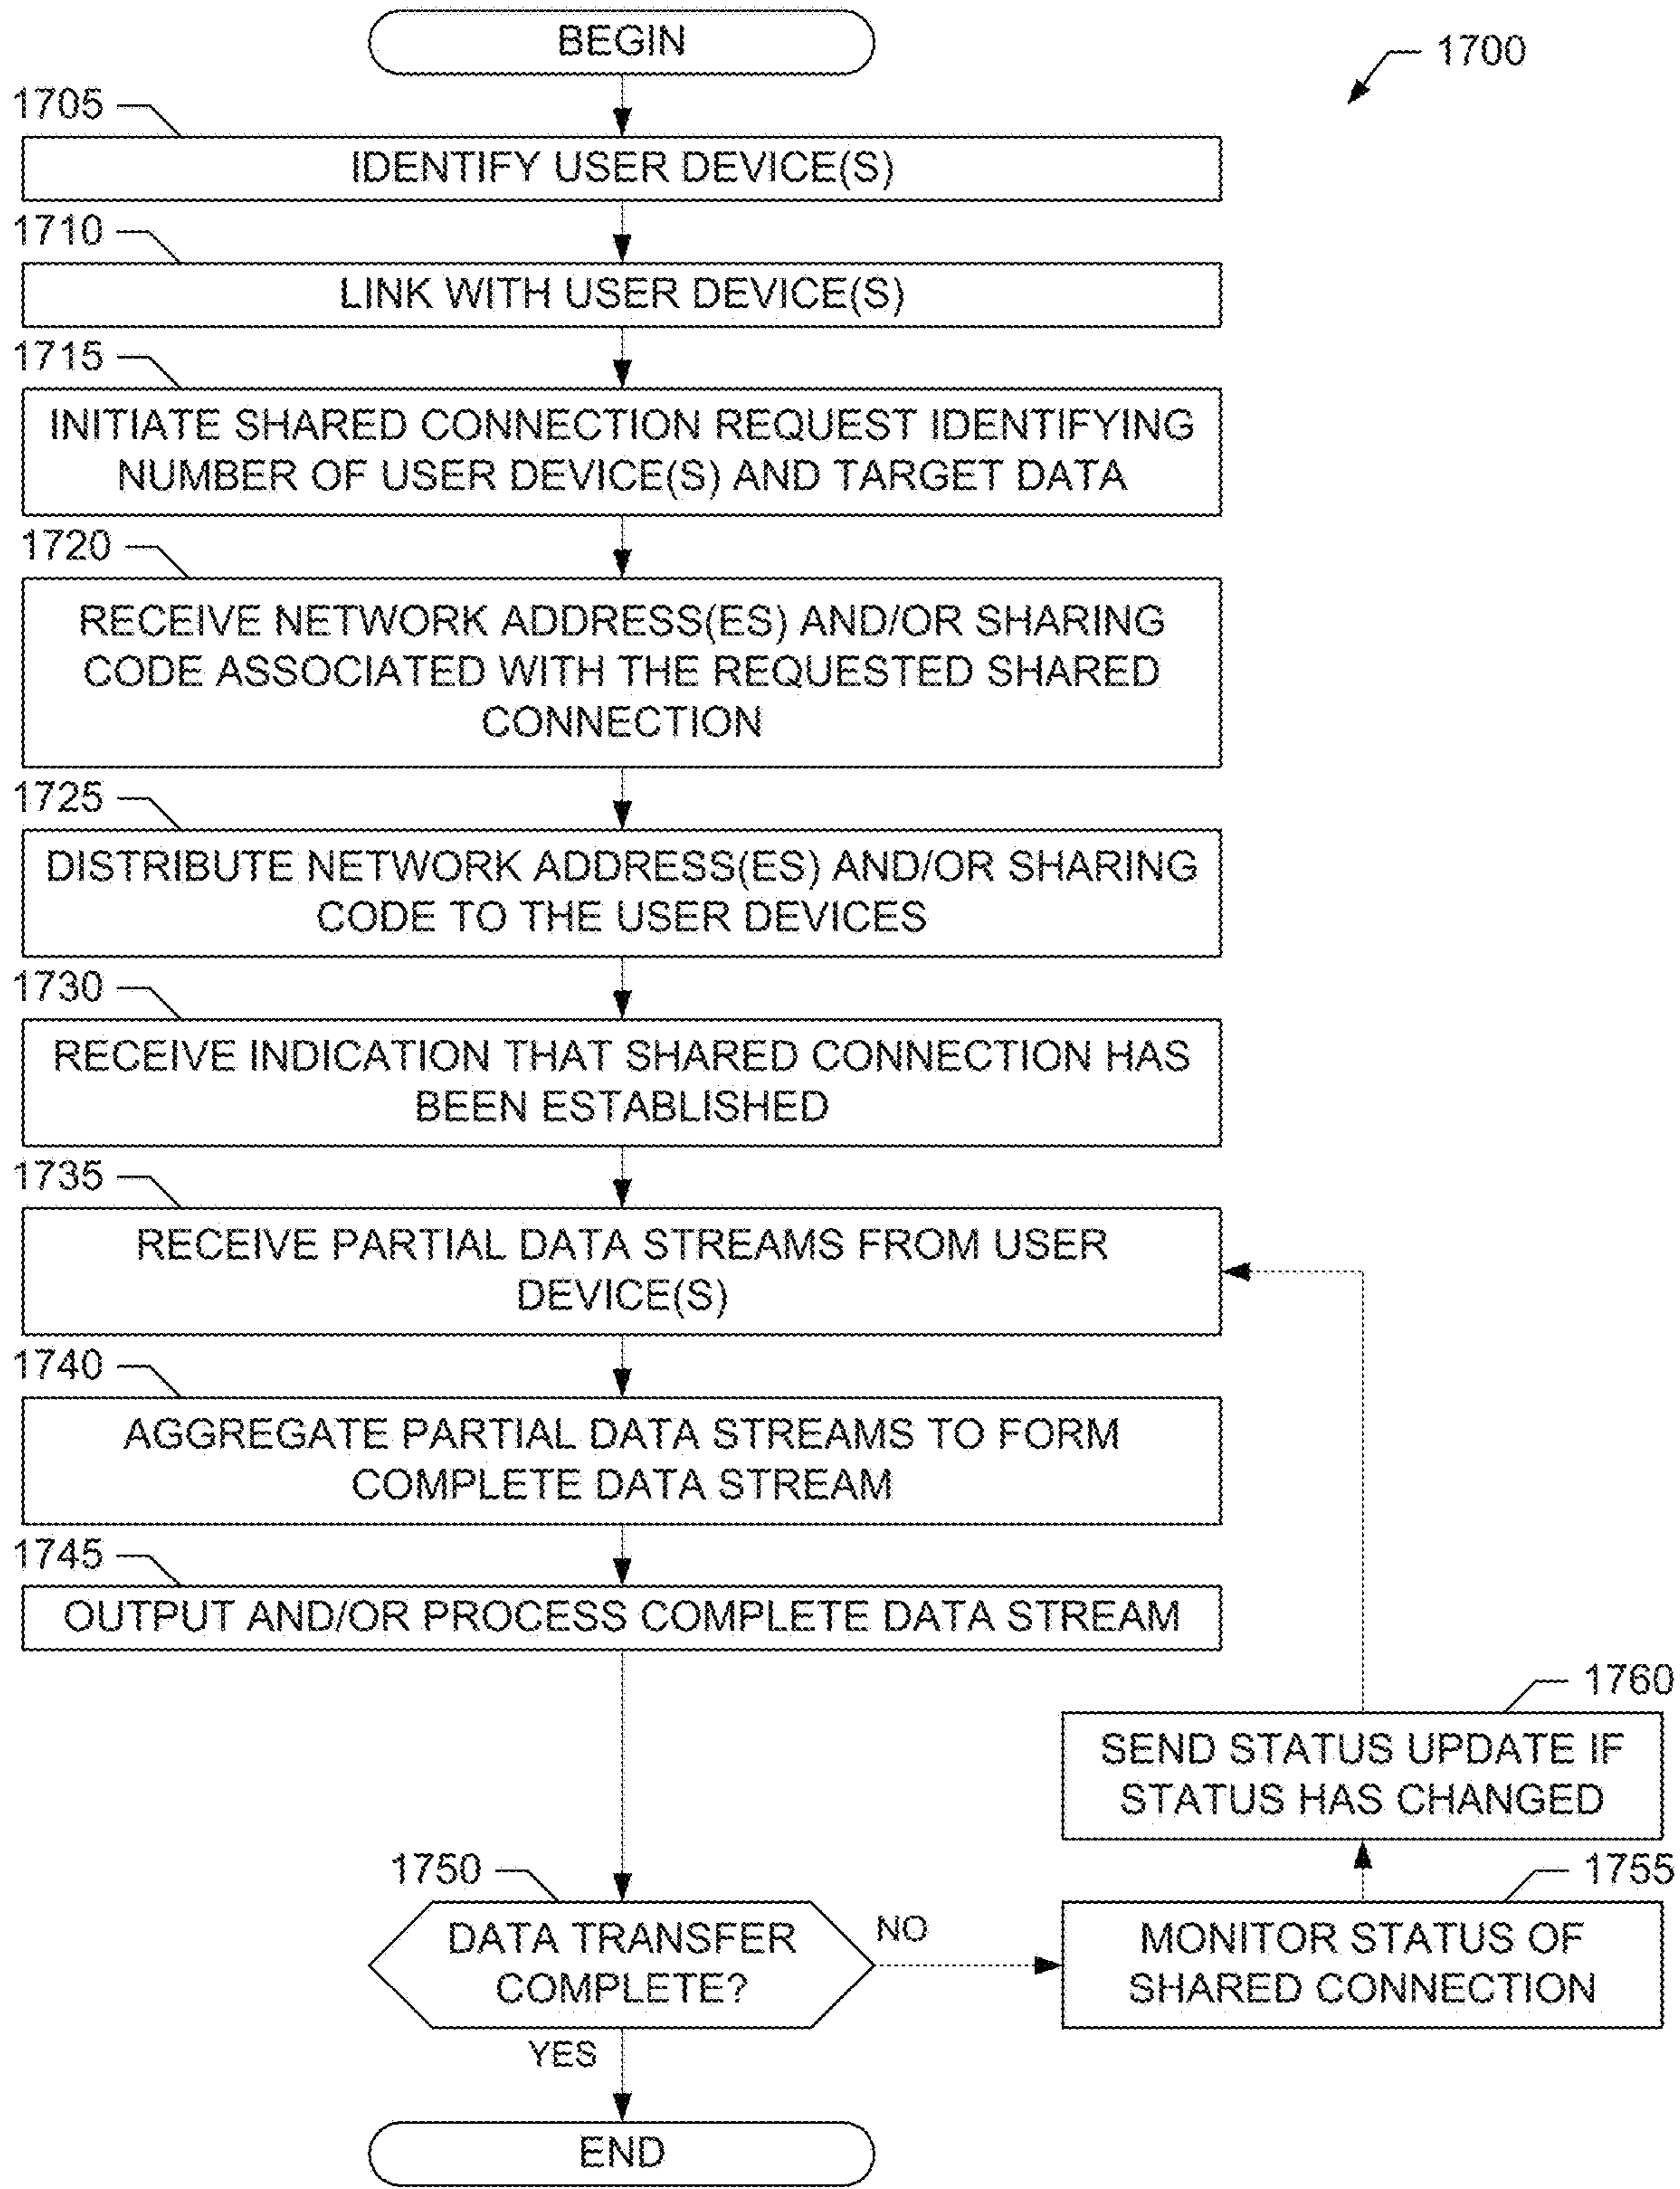 BEGIN
1700
1705
IDENTIFY USER DEVICE(S)
1710
LINK WITH USER DEVICE(S)
1715
INITIATE SHARED CONNECTION REQUEST IDENTIFYING
NUMBER OF USER DEVICE(S) AND TARGET DATA
1720
RECEIVE NETWORK ADDRESS(ES) AND/OR SHARING
CODE ASSOCIATED WITH THE REQUESTED SHARED
CONNECTION
1725
DISTRIBUTE NETWORK ADDRESS(ES) AND/OR SHARING
CODE TO THE USER DEVICES
1730
RECEIVE INDICATION THAT SHARED CONNECTION HAS
BEEN ESTABLISHED
1735
RECEIVE PARTIAL DATA STREAMS FROM USER
DEVICE(S)
1740
AGGREGATE PARTIAL DATA STREAMS TO FORM
COMPLETE DATA STREAM
1745
OUTPUT AND/OR PROCESS COMPLETE DATA STREAM
1750
DATA TRANSFER
COMPLETE?
NO
YES
1755
MONITOR STATUS OF
SHARED CONNECTION
1760
SEND STATUS UPDATE IF
STATUS HAS CHANGED
END